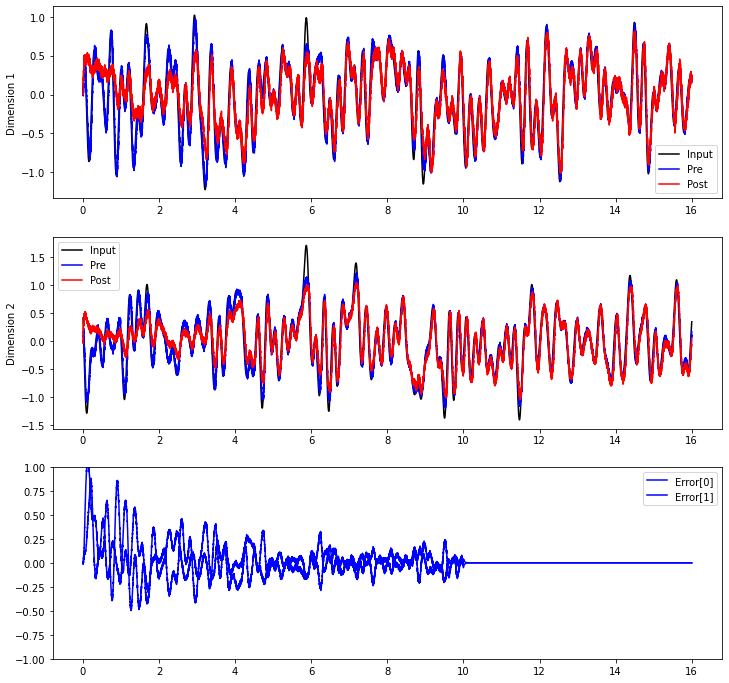 1.0
0.5
0.0
−0.5
−1.0
Dimension 1
Input
Pre
Post
0 2 4 6 8 10 12 14 16
1.5
1.0
0.5
0.0
−0.5
−1.0
−1.5
Dimension 2
Input
Pre
Post
0 2 4 6 8 10 12 14 16
1.00
0.75
0.50
0.25
0.00
−0.25
−0.50
−0.75
−1.00
Error[0]
Error[1]
0 2 4 6 8 10 12 14 16